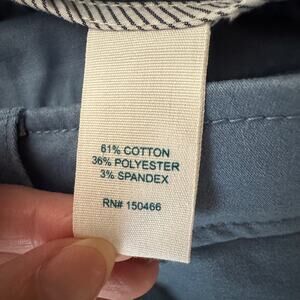 61% COTTON
36% POLYESTER
3% SPANDEX
RN# 150466